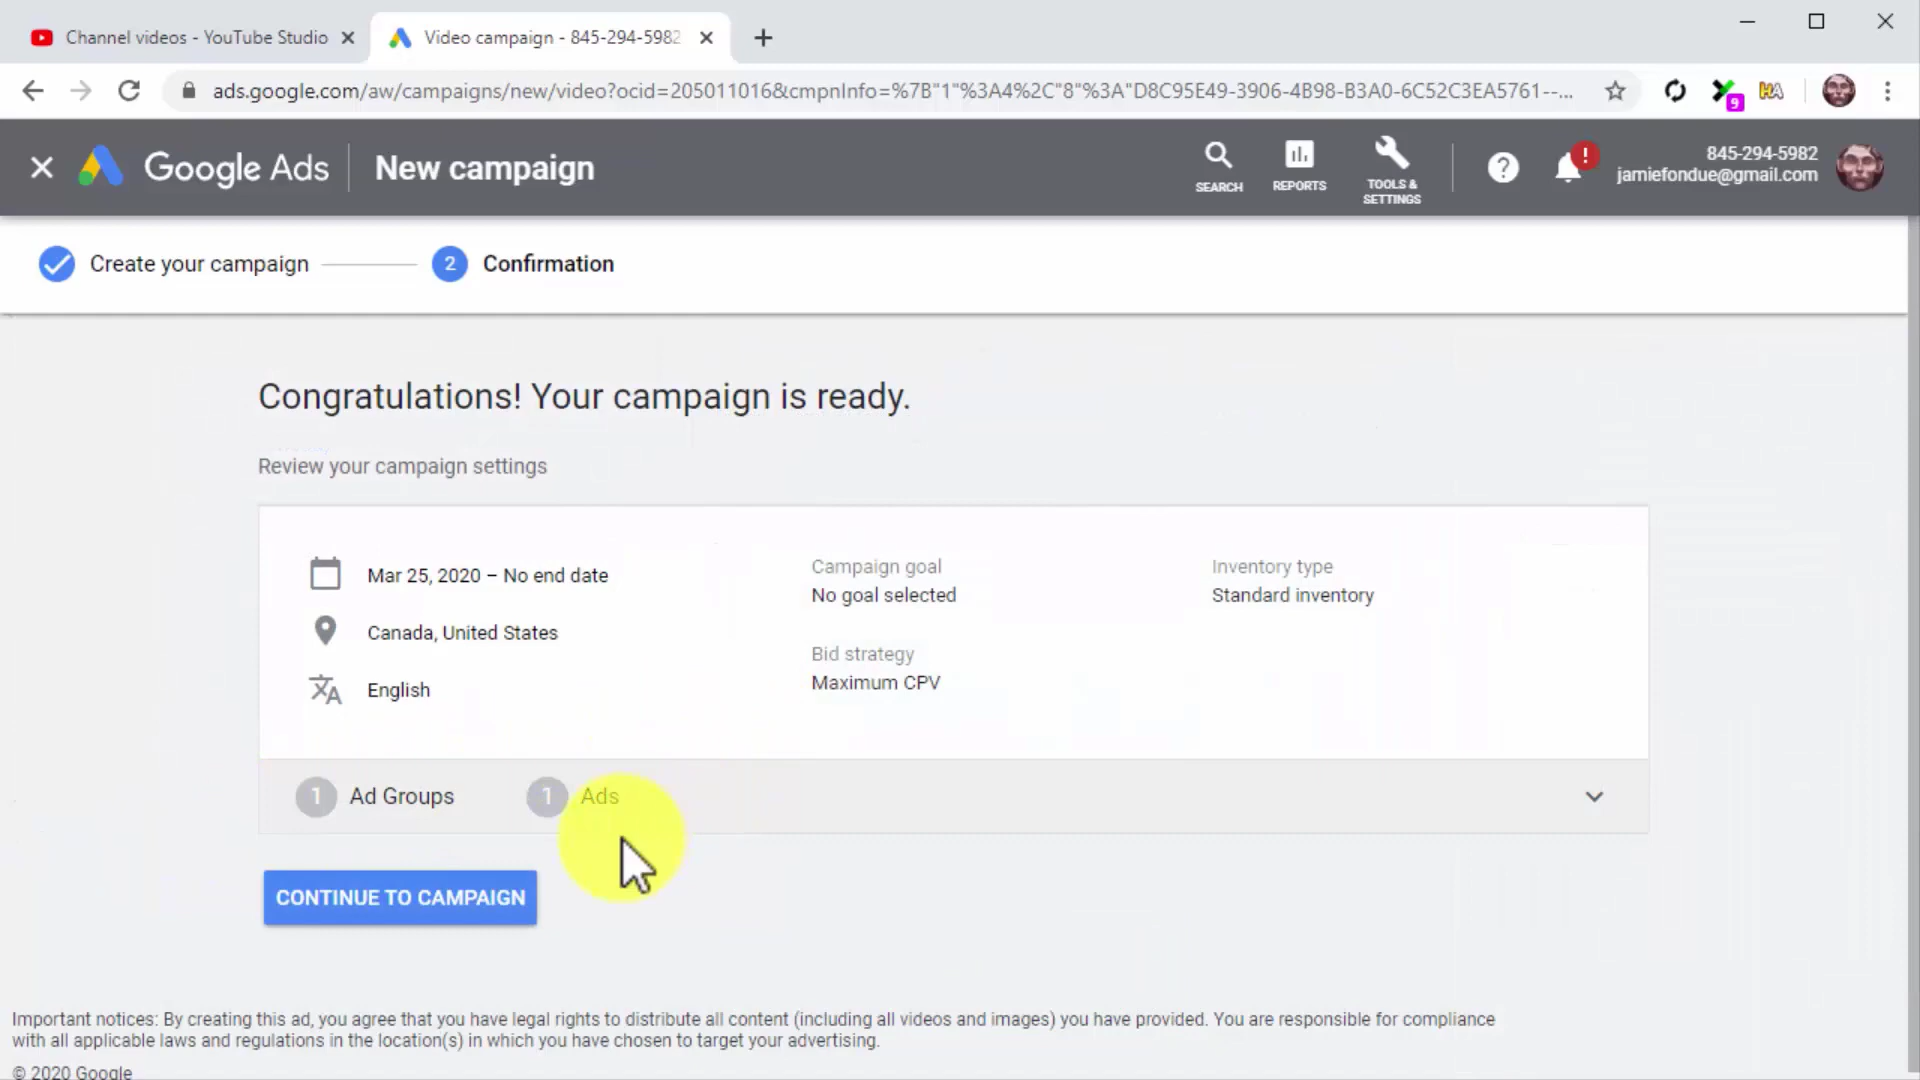 Channel videos - YouTube Studio
Video campaign - 845-294-5982
ads.google.com/aw/campaigns/new/video?ocid=205011016&cmpnInfo=%7B"1"%3A4%2C"8"%3A"D8C95E49-3906-4B98-B3A0-6C52C3EA5761--...
9
HA
Google Ads
New campaign
SEARCH
REPORTS
TOOLS &
SETTINGS
?
!
845-294-5982
jamiefondue@gmail.com
Create your campaign
2 Confirmation
Congratulations! Your campaign is ready.
Review your campaign settings
Mar 25, 2020 – No end date
Canada, United States
English
Campaign goal
No goal selected
Bid strategy
Maximum CPV
Inventory type
Standard inventory
1 Ad Groups
1 Ads
CONTINUE TO CAMPAIGN
Important notices: By creating this ad, you agree that you have legal rights to distribute all content (including all videos and images) you have provided. You are responsible for compliance
with all applicable laws and regulations in the location(s) in which you have chosen to target your advertising.
© 2020 Google